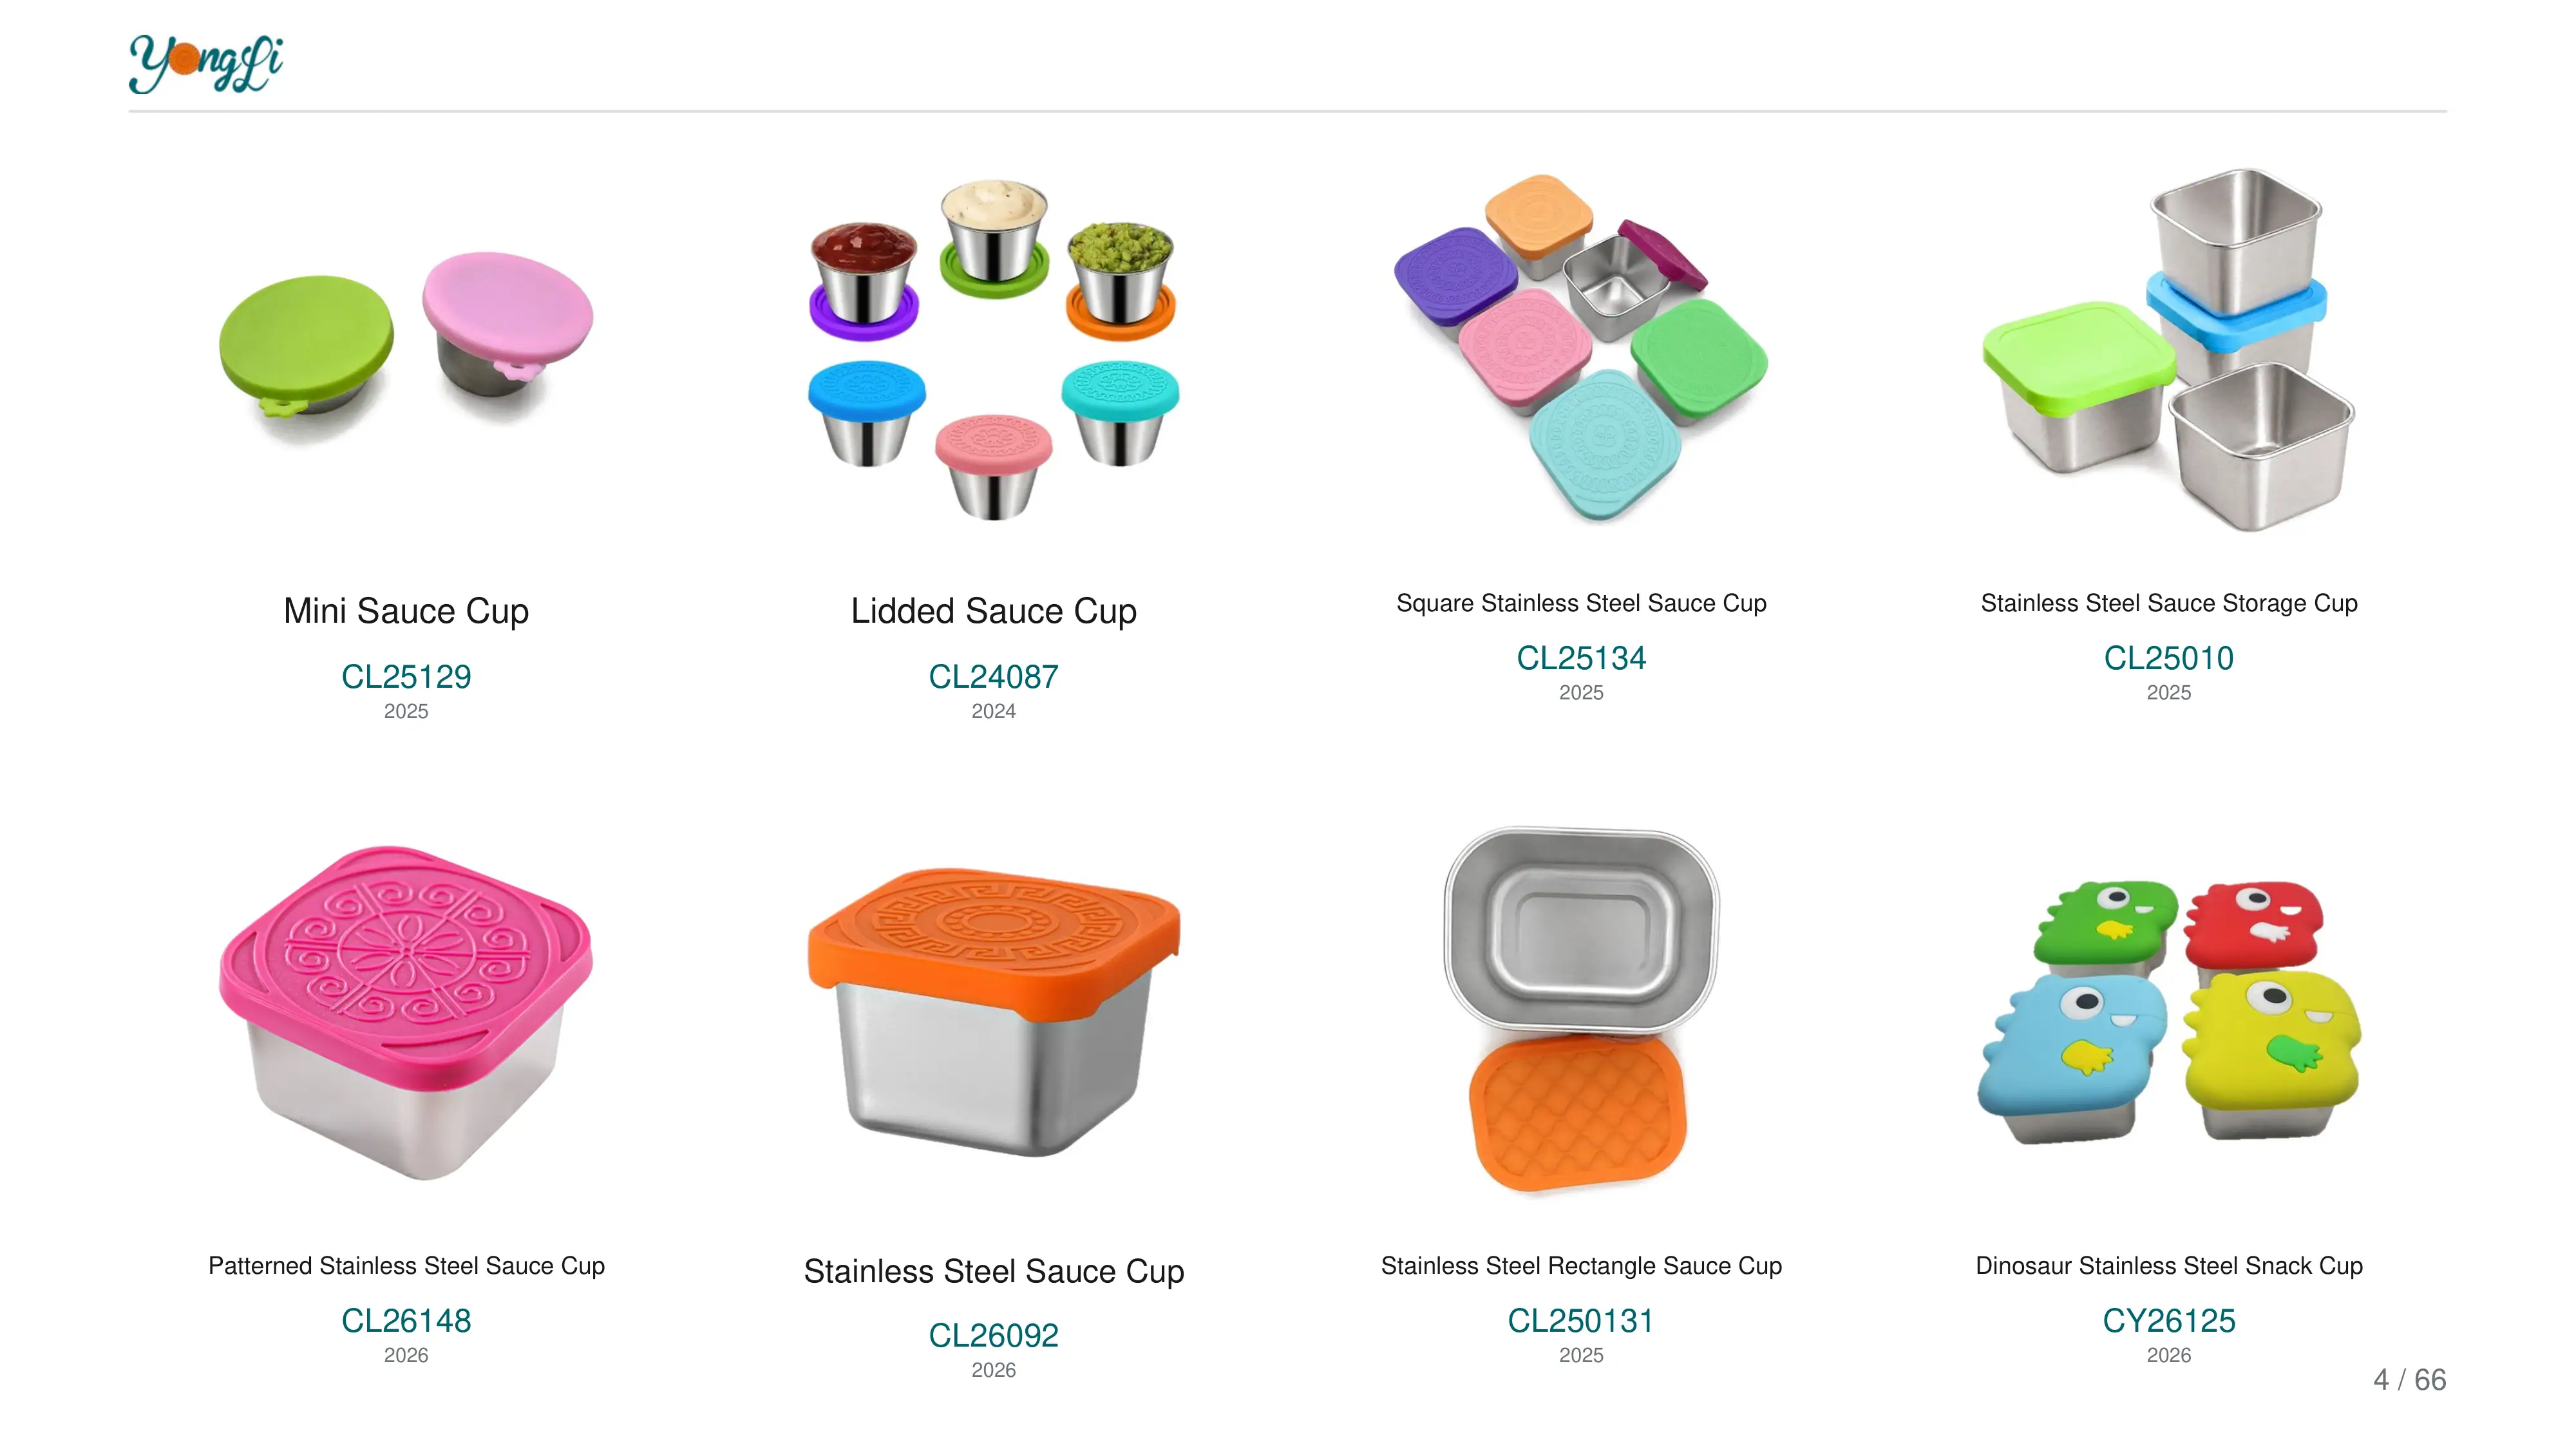 YongLi
Mini Sauce Cup
CL25129
2025
Lidded Sauce Cup
CL24087
2024
Square Stainless Steel Sauce Cup
CL25134
2025
Stainless Steel Sauce Storage Cup
CL25010
2025
Patterned Stainless Steel Sauce Cup
CL26148
2026
Stainless Steel Sauce Cup
CL26092
2026
Stainless Steel Rectangle Sauce Cup
CL250131
2025
Dinosaur Stainless Steel Snack Cup
CY26125
2026
4 / 66